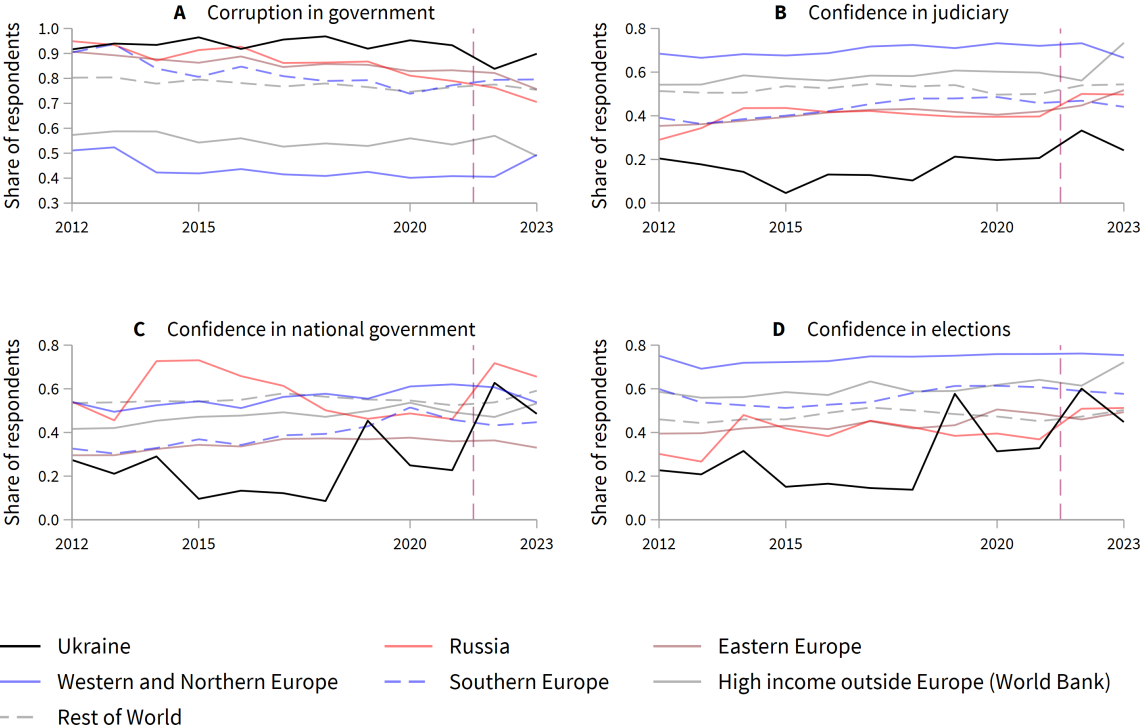 A Corruption in government
Share of respondents
1.0
0.9
0.8
0.7
0.6
0.5
0.4
0.3
2012 2015 2020 2023
B Confidence in judiciary
Share of respondents
0.8
0.6
0.4
0.2
0.0
2012 2015 2020 2023
C Confidence in national government
Share of respondents
0.8
0.6
0.4
0.2
0.0
2012 2015 2020 2023
D Confidence in elections
Share of respondents
0.8
0.6
0.4
0.2
0.0
2012 2015 2020 2023
Ukraine Russia Eastern Europe
Western and Northern Europe Southern Europe High income outside Europe (World Bank)
Rest of World